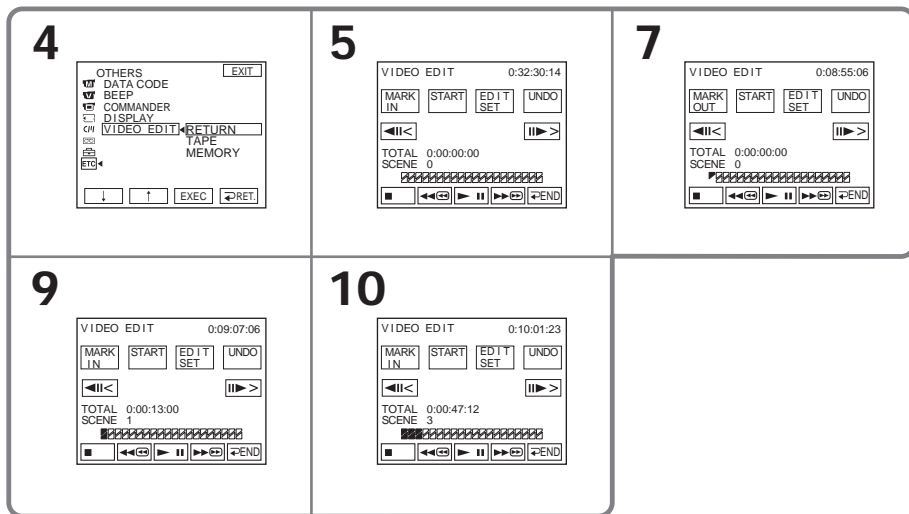 4
OTHERS EXIT
DATA CODE
BEEP
COMMANDER
DISPLAY
VIDEO EDIT RETURN
TAPE
MEMORY
ETC
↓ ↑ EXEC RET.
5
VIDEO EDIT 0:32:30:14
MARK IN START EDIT SET UNDO
TOTAL 0:00:00:00
SCENE 0
END
7
VIDEO EDIT 0:08:55:06
MARK OUT START EDIT SET UNDO
TOTAL 0:00:00:00
SCENE 0
END
9
VIDEO EDIT 0:09:07:06
MARK IN START EDIT SET UNDO
TOTAL 0:00:13:00
SCENE 1
END
10
VIDEO EDIT 0:10:01:23
MARK IN START EDIT SET UNDO
TOTAL 0:00:47:12
SCENE 3
END